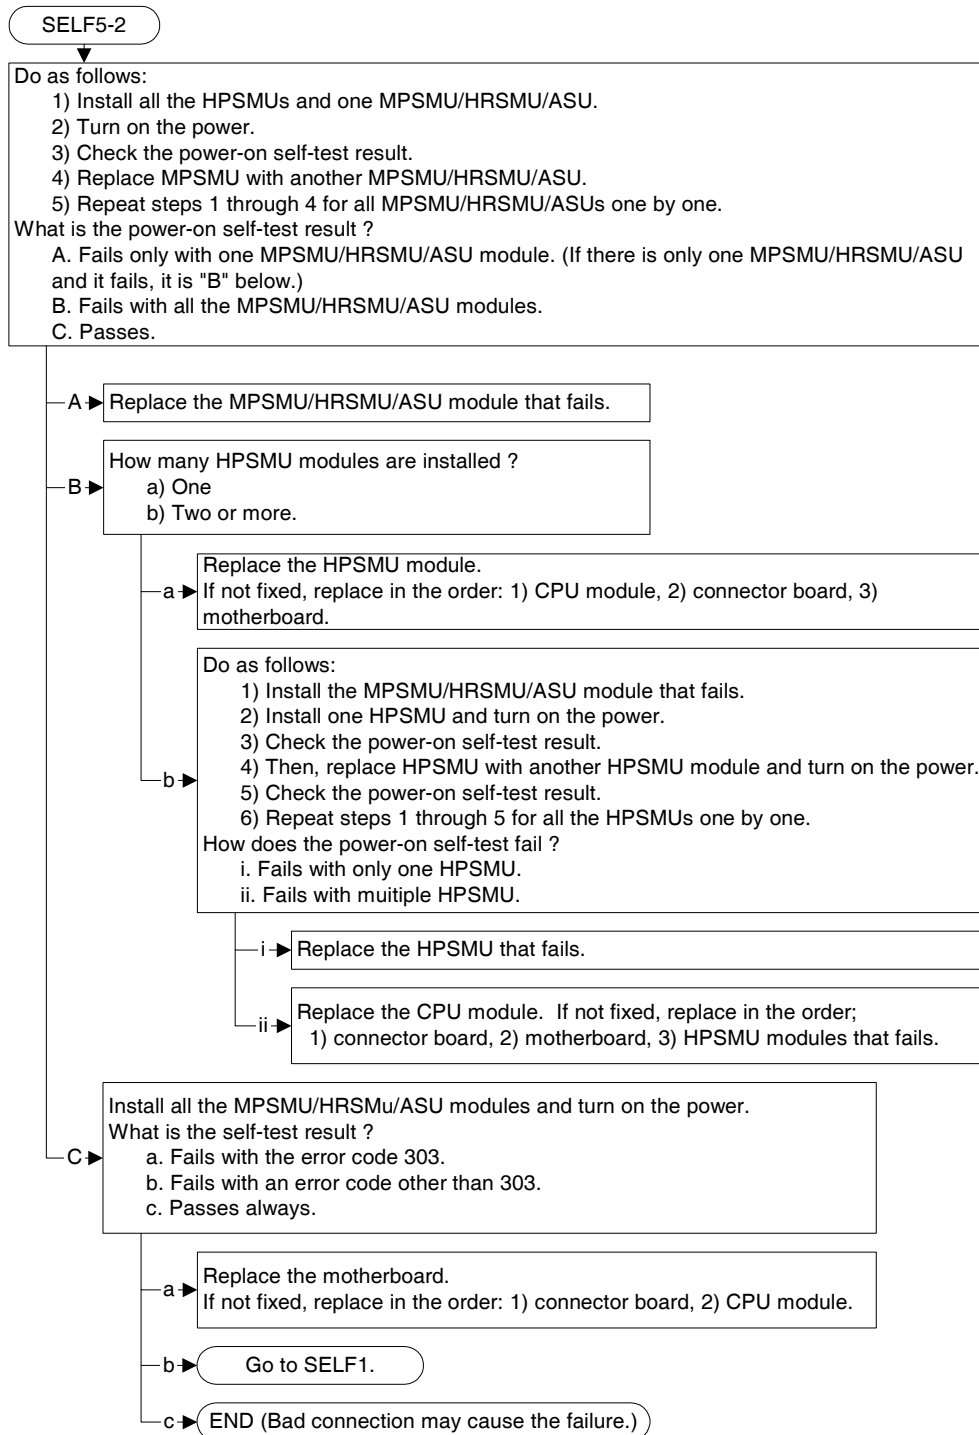 SELF5-2
Do as follows:
1) Install all the HPSMUs and one MPSMU/HRSMU/ASU.
2) Turn on the power.
3) Check the power-on self-test result.
4) Replace MPSMU with another MPSMU/HRSMU/ASU.
5) Repeat steps 1 through 4 for all MPSMU/HRSMU/ASUs one by one.
What is the power-on self-test result ?
A. Fails only with one MPSMU/HRSMU/ASU module. (If there is only one MPSMU/HRSMU/ASU
and it fails, it is "B" below.)
B. Fails with all the MPSMU/HRSMU/ASU modules.
C. Passes.
A
Replace the MPSMU/HRSMU/ASU module that fails.
B
How many HPSMU modules are installed ?
a) One
b) Two or more.
a
Replace the HPSMU module.
If not fixed, replace in the order: 1) CPU module, 2) connector board, 3)
motherboard.
b
Do as follows:
1) Install the MPSMU/HRSMU/ASU module that fails.
2) Install one HPSMU and turn on the power.
3) Check the power-on self-test result.
4) Then, replace HPSMU with another HPSMU module and turn on the power.
5) Check the power-on self-test result.
6) Repeat steps 1 through 5 for all the HPSMUs one by one.
How does the power-on self-test fail ?
i. Fails with only one HPSMU.
ii. Fails with muitiple HPSMU.
i
Replace the HPSMU that fails.
ii
Replace the CPU module. If not fixed, replace in the order;
1) connector board, 2) motherboard, 3) HPSMU modules that fails.
C
Install all the MPSMU/HRSMu/ASU modules and turn on the power.
What is the self-test result ?
a. Fails with the error code 303.
b. Fails with an error code other than 303.
c. Passes always.
a
Replace the motherboard.
If not fixed, replace in the order: 1) connector board, 2) CPU module.
b
Go to SELF1.
c
END (Bad connection may cause the failure.)